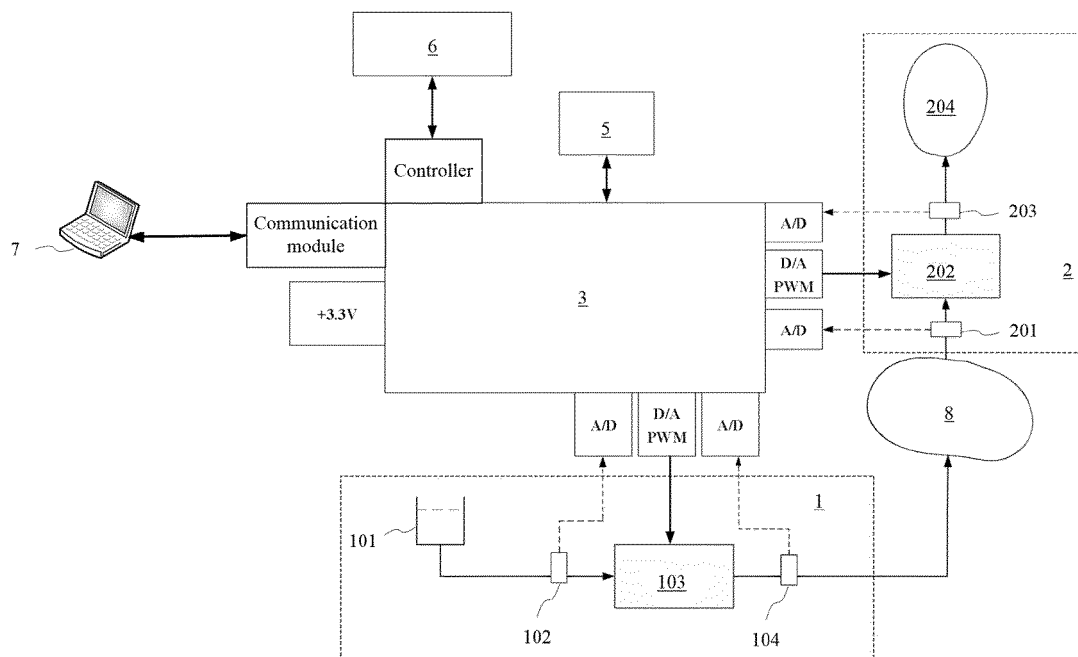 6
204
5
Controller
Communication
module
A/D
203
7
D/A
PWM
202
2
3
+3.3V
A/D
201
A/D
D/A
PWM
A/D
8
1
101
103
102
104